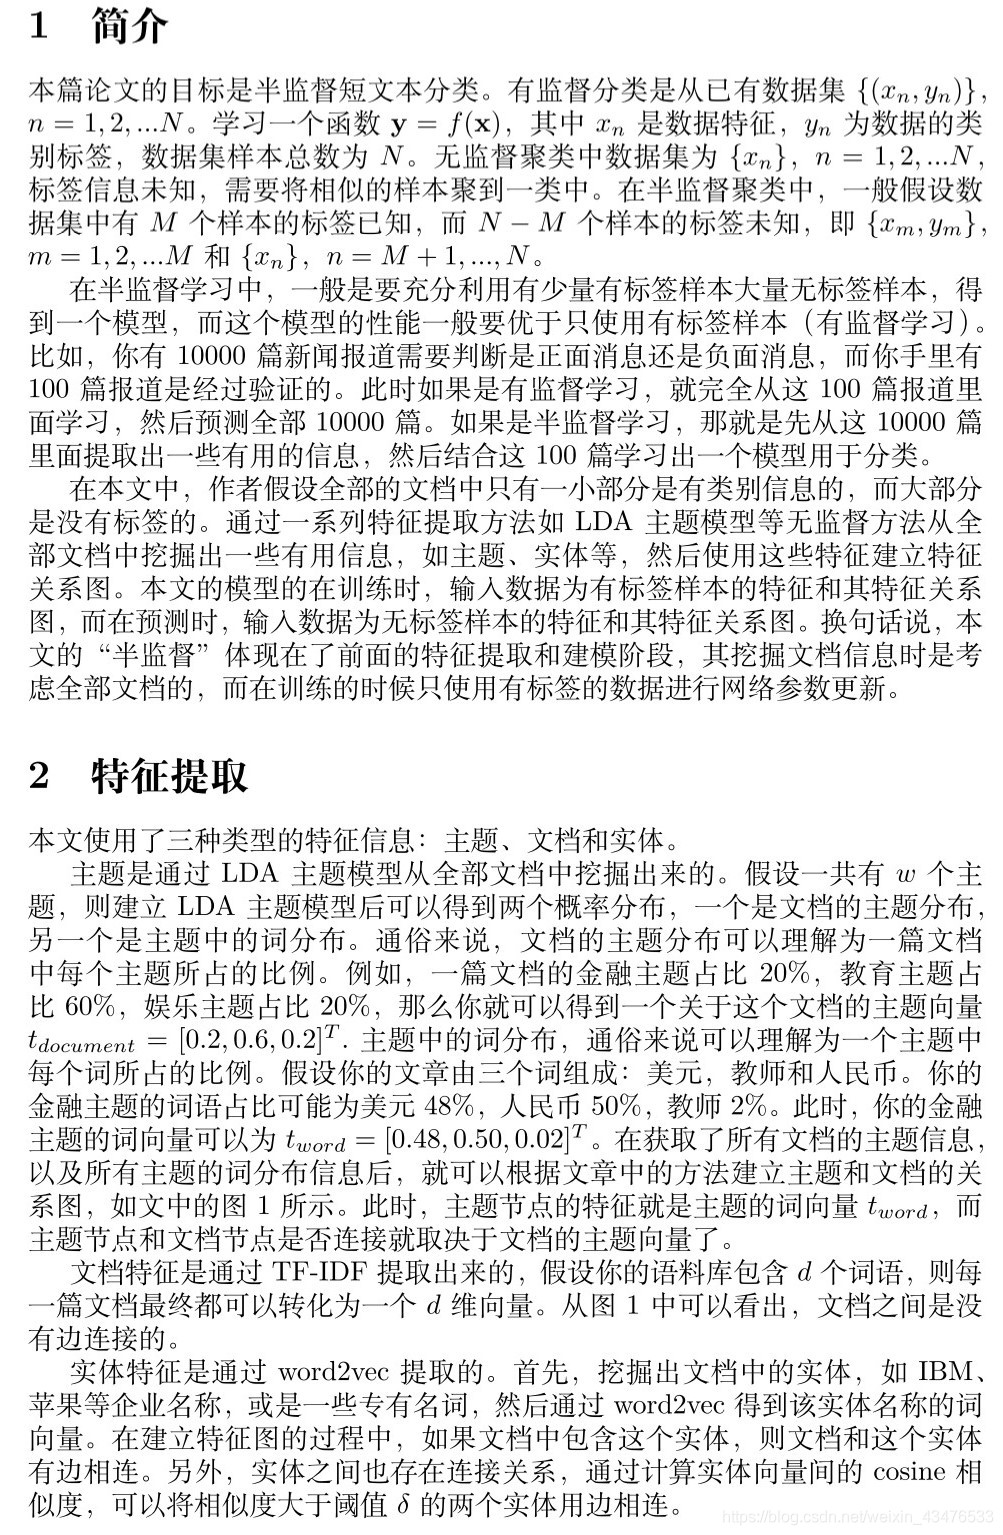 1 简介
本篇论文的目标是半监督短文本分类。有监督分类是从已有数据集 {(xₙ, yₙ)},
n = 1, 2, ...N。学习一个函数 y = f(x)，其中 xₙ 是数据特征，yₙ 为数据的类
别标签，数据集样本总数为 N。无监督聚类中数据集为 {xₙ}，n = 1, 2, ...N，
标签信息未知，需要将相似的样本聚到一类中。在半监督聚类中，一般假设数
据集中有 M 个样本的标签已知，而 N − M 个样本的标签未知，即 {xₘ, yₘ},
m = 1, 2, ...M 和 {xₙ}，n = M + 1, ..., N。
在半监督学习中，一般是要充分利用有少量有标签样本大量无标签样本，得
到一个模型，而这个模型的性能一般要优于只使用有标签样本（有监督学习）。
比如，你有 10000 篇新闻报道需要判断是正面消息还是负面消息，而你手里有
100 篇报道是经过验证的。此时如果是有监督学习，就完全从这 100 篇报道里
面学习，然后预测全部 10000 篇。如果是半监督学习，那就是先从这 10000 篇
里面提取出一些有用的信息，然后结合这 100 篇学习出一个模型用于分类。
在本文中，作者假设全部的文档中只有一小部分是有类别信息的，而大部分
是没有标签的。通过一系列特征提取方法如 LDA 主题模型等无监督方法从全
部文档中挖掘出一些有用信息，如主题、实体等，然后使用这些特征建立特征
关系图。本文的模型的在训练时，输入数据为有标签样本的特征和其特征关系
图，而在预测时，输入数据为无标签样本的特征和其特征关系图。换句话说，本
文的“半监督”体现在了前面的特征提取和建模阶段，其挖掘文档信息时是考
虑全部文档的，而在训练的时候只使用有标签的数据进行网络参数更新。
2 特征提取
本文使用了三种类型的特征信息：主题、文档和实体。
主题是通过 LDA 主题模型从全部文档中挖掘出来的。假设一共有 w 个主
题，则建立 LDA 主题模型后可以得到两个概率分布，一个是文档的主题分布，
另一个是主题中的词分布。通俗来说，文档的主题分布可以理解为一篇文档
中每个主题所占的比例。例如，一篇文档的金融主题占比 20%，教育主题占
比 60%，娱乐主题占比 20%，那么你就可以得到一个关于这个文档的主题向量
t_document = [0.2, 0.6, 0.2]^T. 主题中的词分布，通俗来说可以理解为一个主题中
每个词所占的比例。假设你的文章由三个词组成：美元，教师和人民币。你的
金融主题的词语占比可能为美元 48%，人民币 50%，教师 2%。此时，你的金融
主题的词向量可以为 t_word = [0.48, 0.50, 0.02]^T。在获取了所有文档的主题信息，
以及所有主题的词分布信息后，就可以根据文章中的方法建立主题和文档的关
系图，如文中的图 1 所示。此时，主题节点的特征就是主题的词向量 t_word，而
主题节点和文档节点是否连接就取决于文档的主题向量了。
文档特征是通过 TF-IDF 提取出来的，假设你的语料库包含 d 个词语，则每
一篇文档最终都可以转化为一个 d 维向量。从图 1 中可以看出，文档之间是没
有边连接的。
实体特征是通过 word2vec 提取的。首先，挖掘出文档中的实体，如 IBM、
苹果等企业名称，或是一些专有名词，然后通过 word2vec 得到该实体名称的词
向量。在建立特征图的过程中，如果文档中包含这个实体，则文档和这个实体
有边相连。另外，实体之间也存在连接关系，通过计算实体向量间的 cosine 相
似度，可以将相似度大于阈值 δ 的两个实体用边相连。
https://blog.csdn.net/weixin_43476533